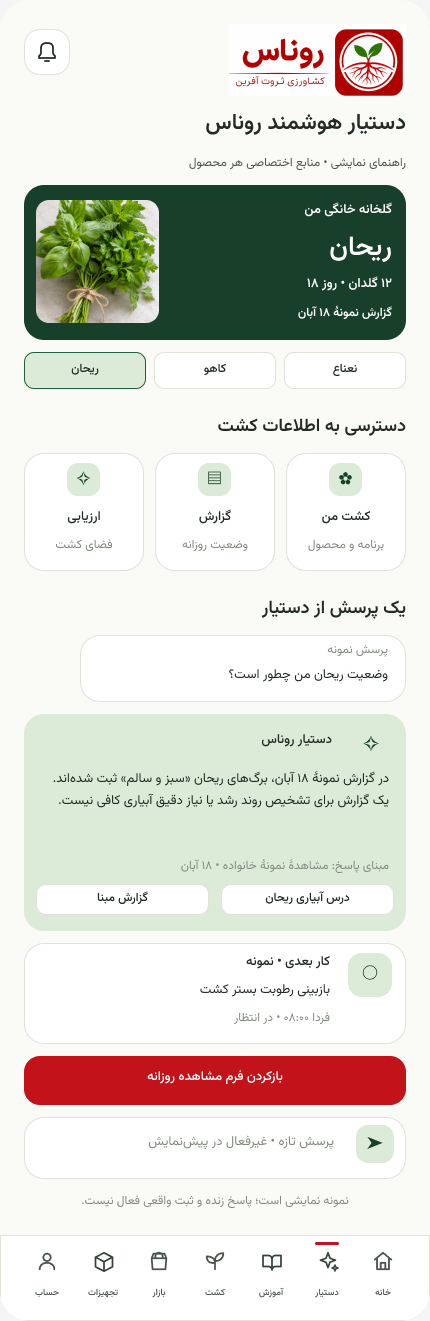 روناس
کشاورزی ثروت آفرین
دستیار هوشمند روناس
راهنمای نمایشی • منابع اختصاصی هر محصول
گلخانه خانگی من
ریحان
۱۲ گلدان • روز ۱۸
گزارش نمونهٔ ۱۸ آبان
نعناع
کاهو
ریحان
دسترسی به اطلاعات کشت
کشت من
برنامه و محصول
گزارش
وضعیت روزانه
ارزیابی
فضای کشت
یک پرسش از دستیار
پرسش نمونه
وضعیت ریحان من چطور است؟
دستیار روناس
در گزارش نمونهٔ ۱۸ آبان، برگ‌های ریحان «سبز و سالم» ثبت شده‌اند.
یک گزارش برای تشخیص روند رشد یا نیاز دقیق آبیاری کافی نیست.
مبنای پاسخ: مشاهدهٔ نمونهٔ خانواده • ۱۸ آبان
درس آبیاری ریحان
گزارش مبنا
کار بعدی • نمونه
بازبینی رطوبت بستر کشت
فردا ۰۸:۰۰ • در انتظار
بازکردن فرم مشاهده روزانه
پرسش تازه • غیرفعال در پیش‌نمایش
نمونه نمایشی است؛ پاسخ زنده و ثبت واقعی فعال نیست.
خانه
دستیار
آموزش
کشت
بازار
تجهیزات
حساب